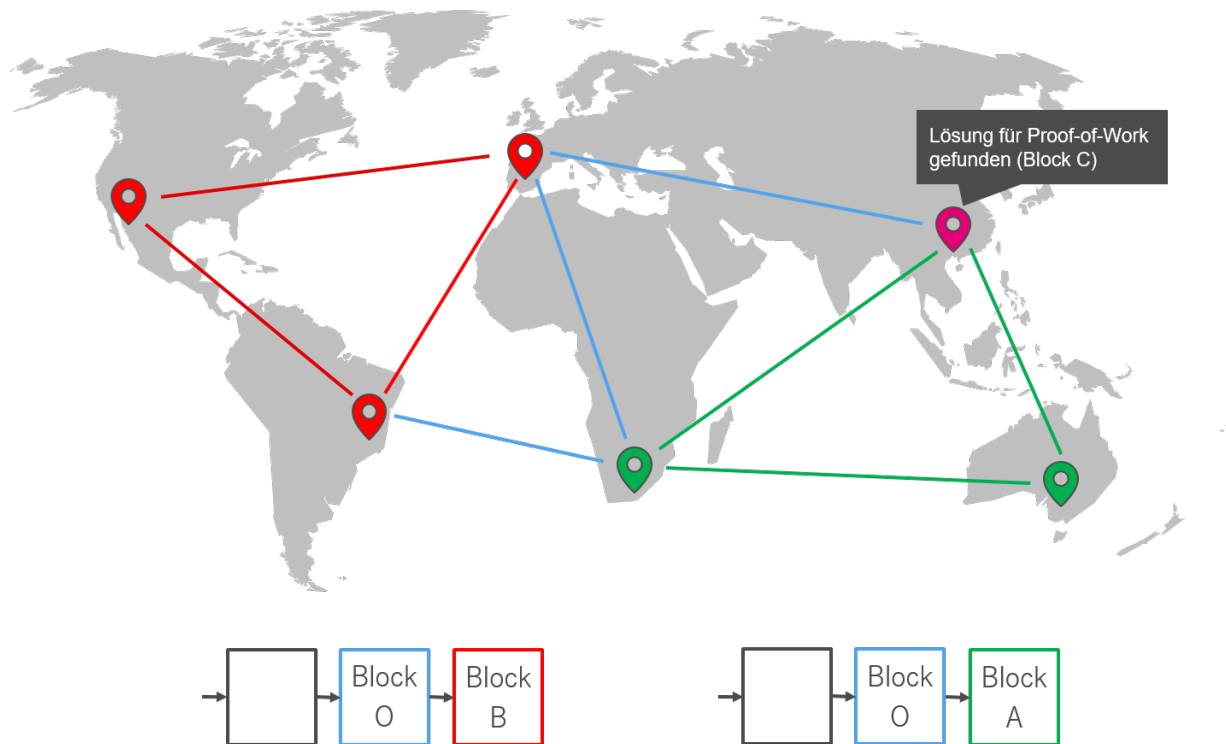 Lösung für Proof-of-Work
gefunden (Block C)
Block
O
Block
B
Block
O
Block
A